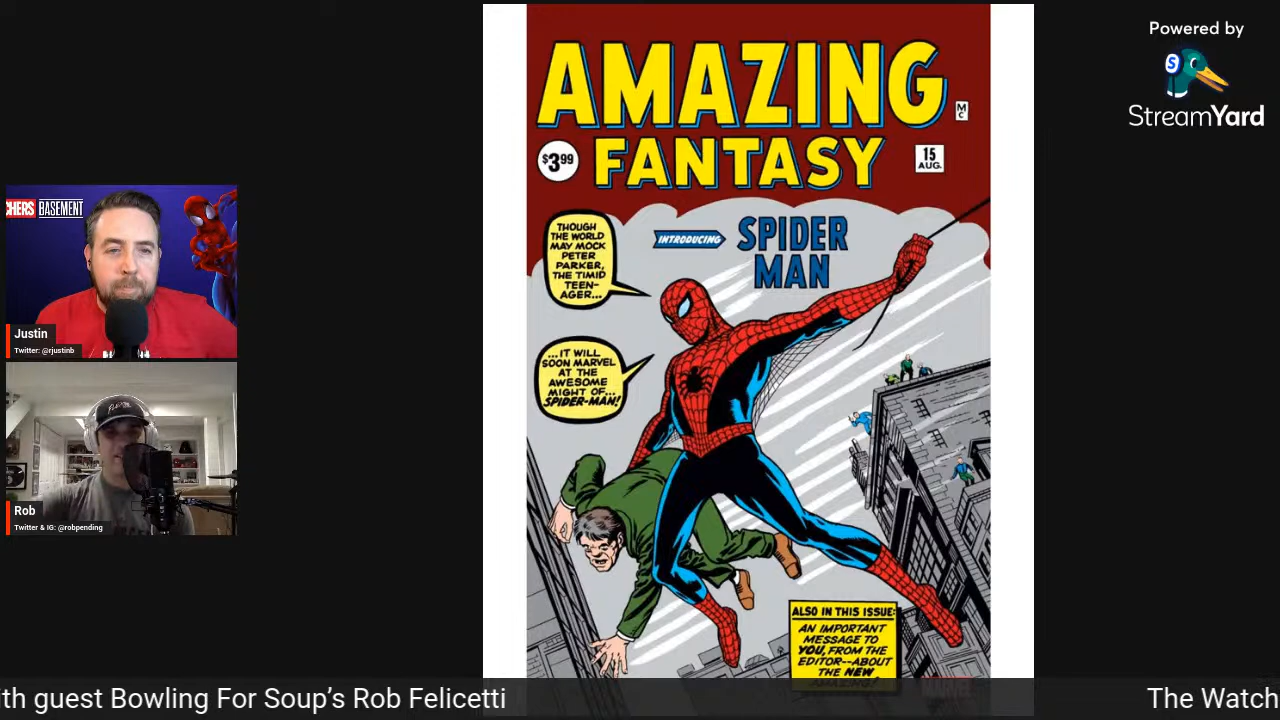 Powered by
S
StreamYard
AMAZING
FANTASY
MC
$3.99
15
AUG.
INTRODUCING
SPIDER
MAN
THOUGH
THE WORLD
MAY MOCK
PETER
PARKER,
THE TIMID
TEEN-
AGER...
...IT WILL
SOON MARVEL
AT THE
AWESOME
MIGHT OF...
SPIDER-MAN!
ALSO IN THIS ISSUE:
AN IMPORTANT
MESSAGE TO
YOU, FROM THE
EDITOR--ABOUT
THE NEW
AMAZING!
CHERS BASEMENT
Justin
Twitter: @rjustinb
Rob
Twitter & IG: @robpending
ith guest Bowling For Soup’s Rob Felicetti
The Watch